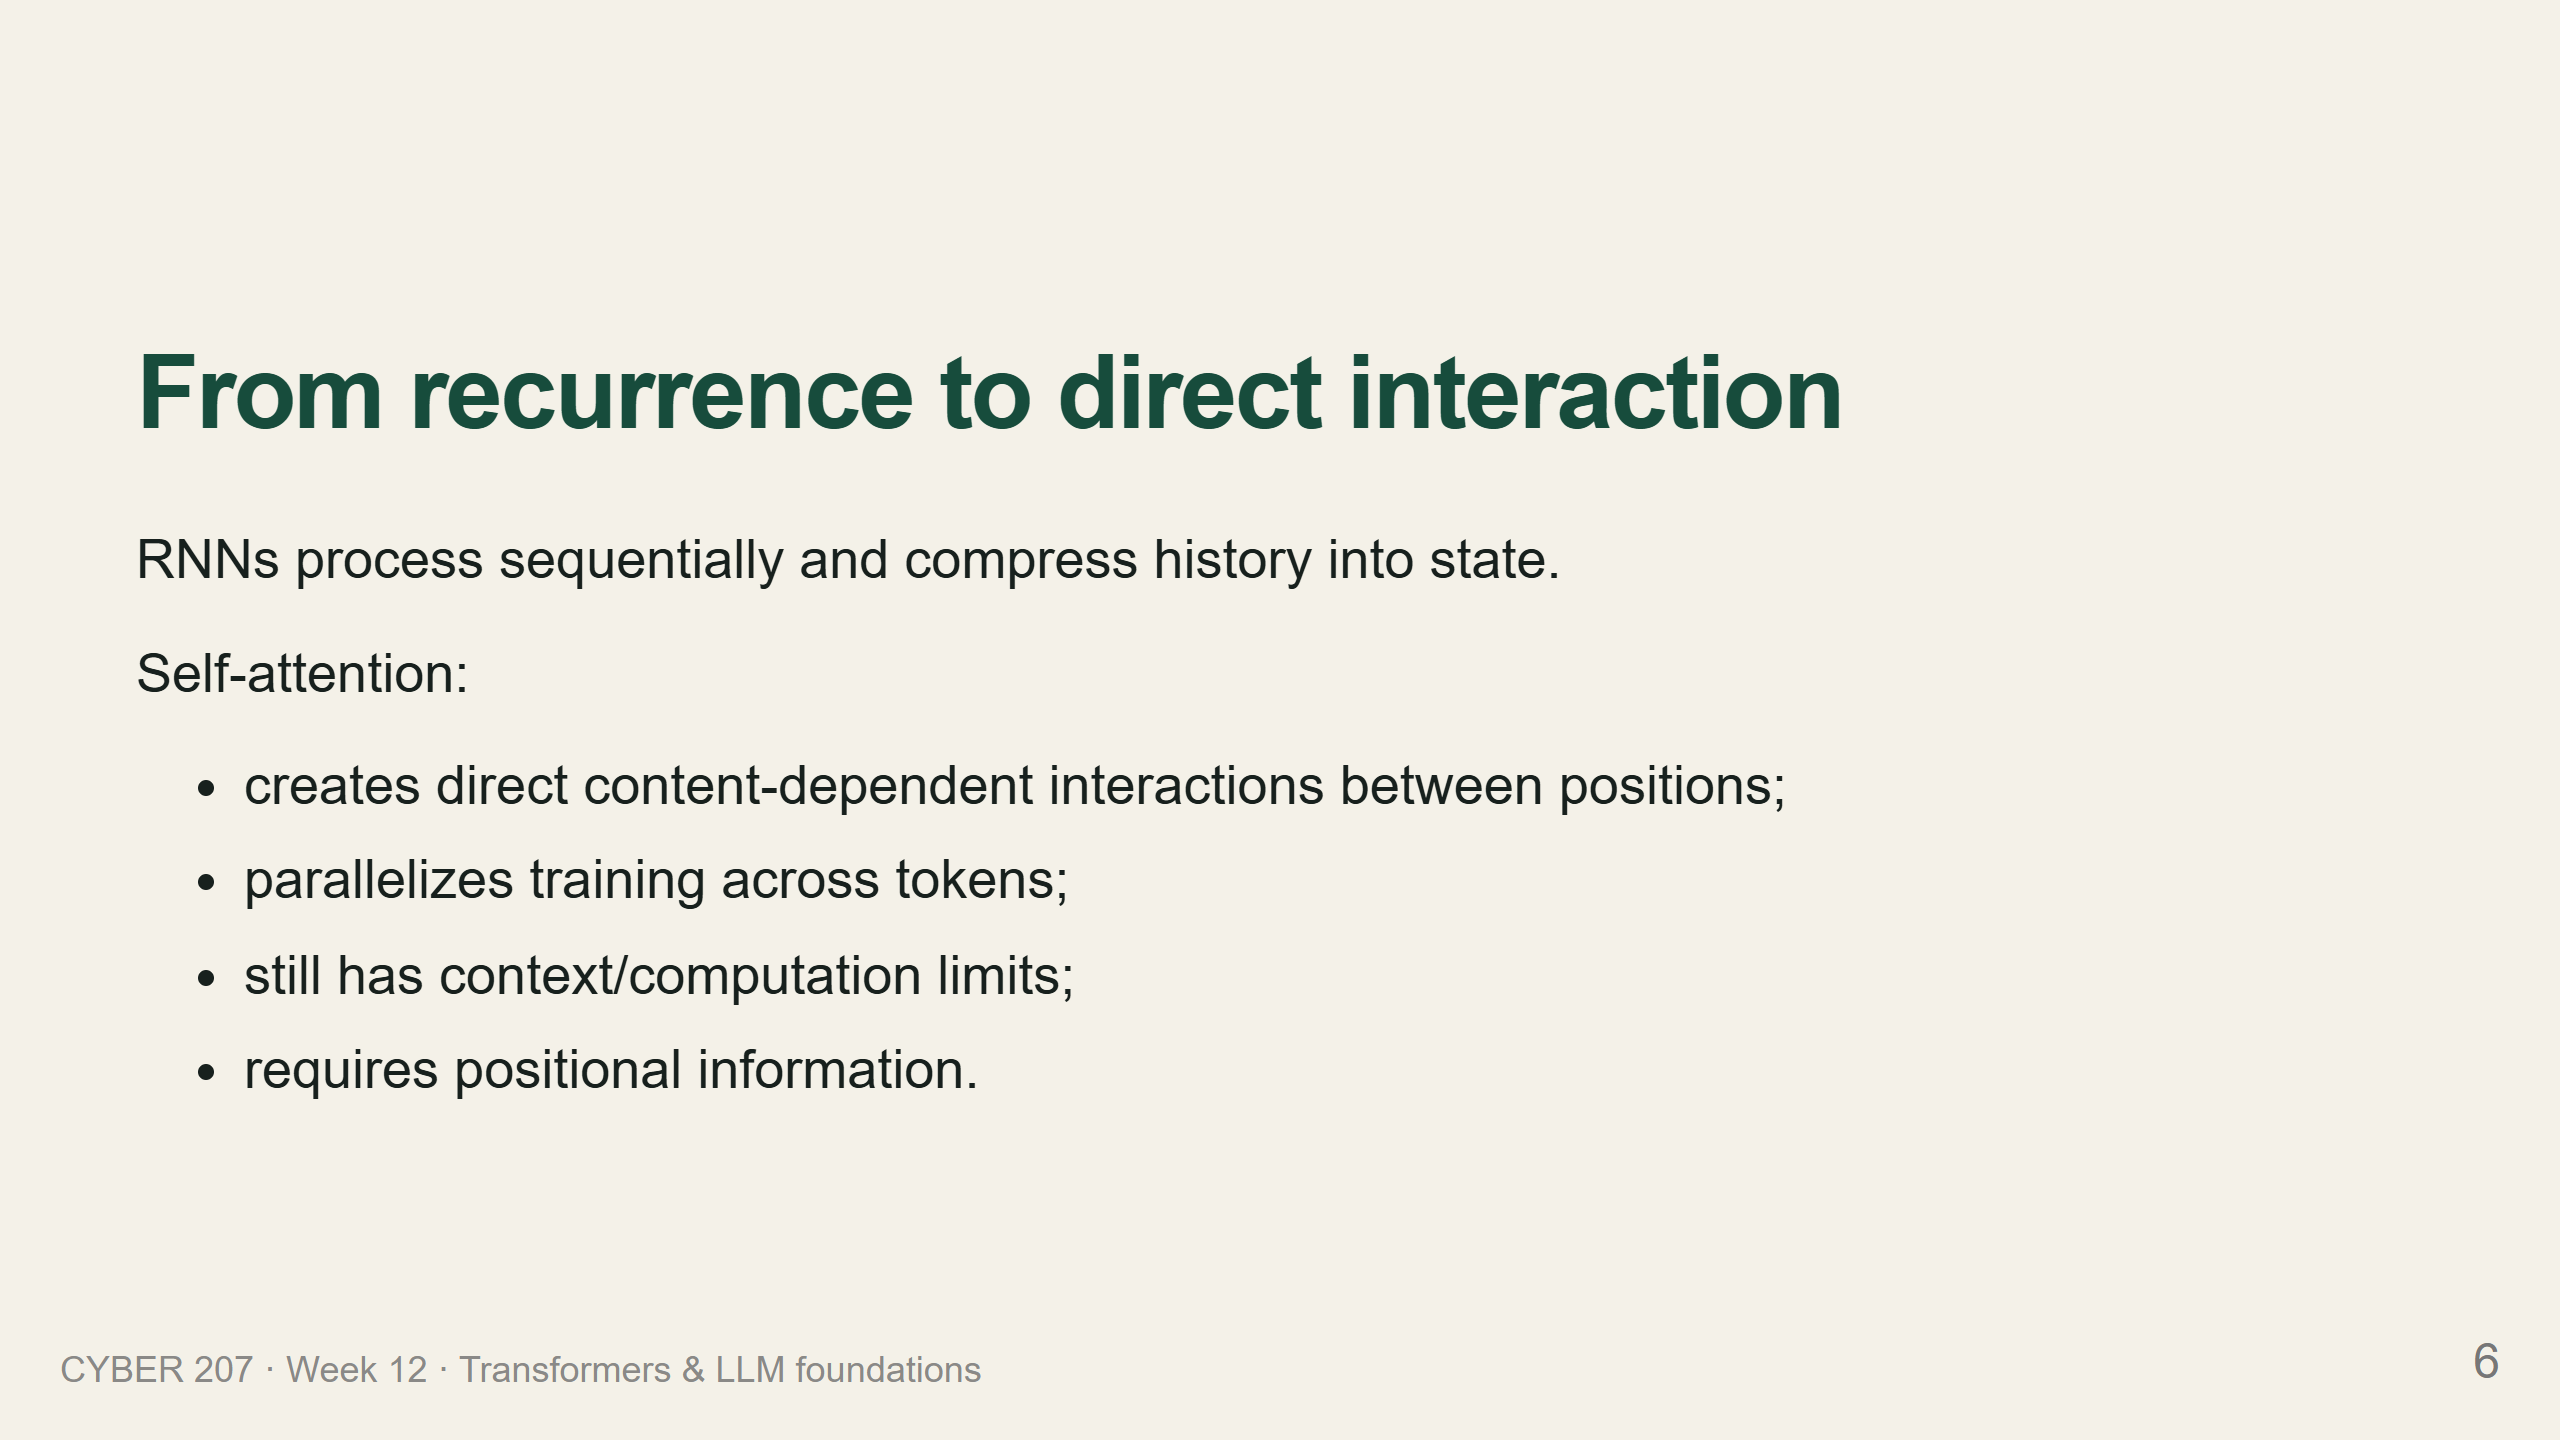 From recurrence to direct interaction
RNNs process sequentially and compress history into state.
Self-attention:
• creates direct content-dependent interactions between positions;
• parallelizes training across tokens;
• still has context/computation limits;
• requires positional information.
CYBER 207 · Week 12 · Transformers & LLM foundations
6